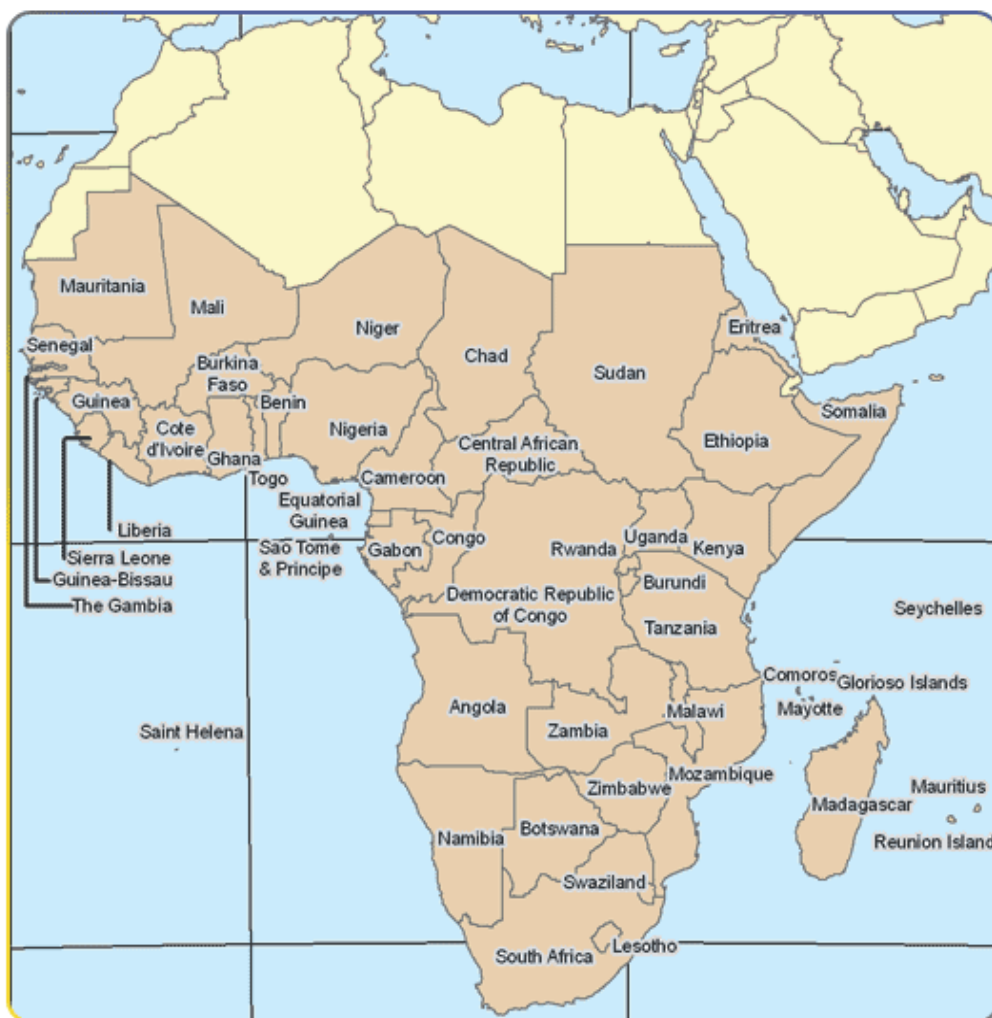 Mauritania
Mali
Niger
Chad
Sudan
Eritrea
Senegal
Burkina
Faso
Guinea
Benin
Somalia
Cote
d'Ivoire
Ghana
Nigeria
Ethiopia
Central African
Republic
Togo
Cameroon
Equatorial
Guinea
Liberia
Sierra Leone
Guinea-Bissau
The Gambia
Sao Tome
& Principe
Gabon
Congo
Rwanda
Uganda
Kenya
Burundi
Democratic Republic
of Congo
Tanzania
Seychelles
Comoros
Glorioso Islands
Mayotte
Angola
Malawi
Zambia
Saint Helena
Mozambique
Zimbabwe
Mauritius
Madagascar
Reunion Island
Namibia
Botswana
Swaziland
Lesotho
South Africa